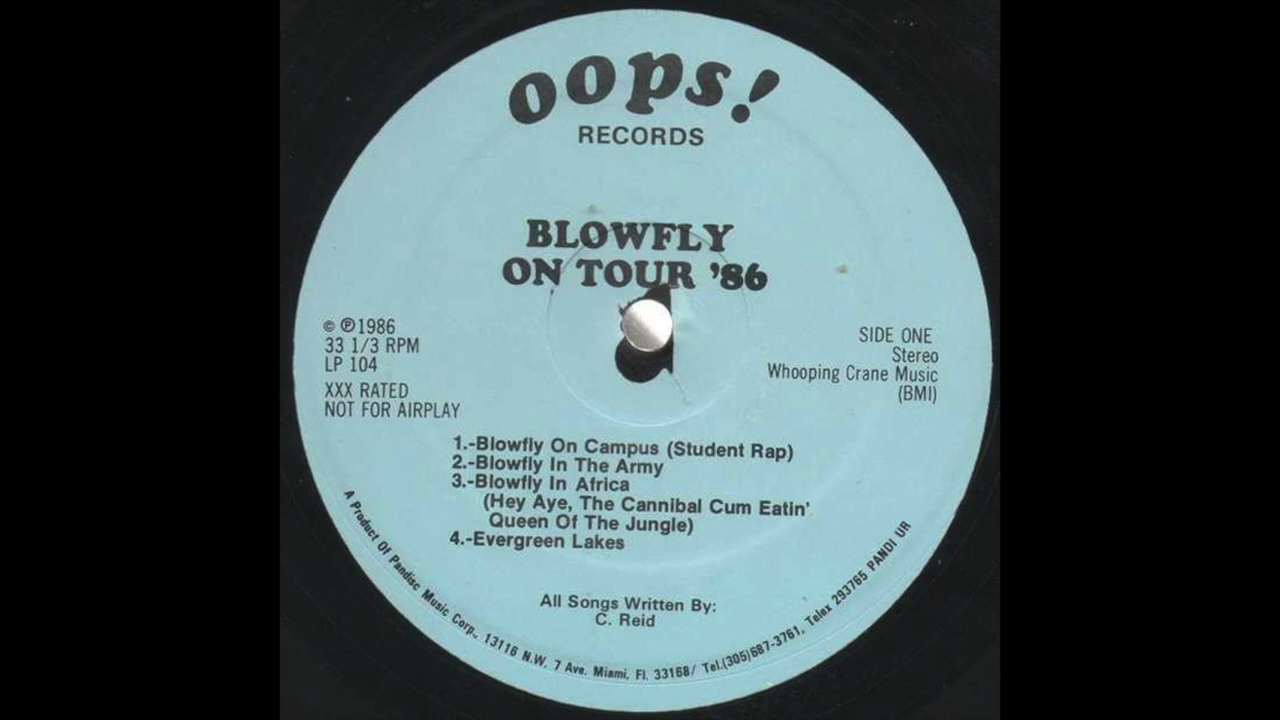 oops!
RECORDS
BLOWFLY
ON TOUR '86
© ℗1986
33 1/3 RPM
LP 104
XXX RATED
NOT FOR AIRPLAY
SIDE ONE
Stereo
Whooping Crane Music
(BMI)
1.-Blowfly On Campus (Student Rap)
2.-Blowfly In The Army
3.-Blowfly In Africa
(Hey Aye, The Cannibal Cum Eatin'
Queen Of The Jungle)
4.-Evergreen Lakes
All Songs Written By:
C. Reid
A Product Of Pandisc Music Corp., 13116 N.W. 7 Ave. Miami, Fl. 33168/ Tel.(305)687-3761, Telex 293765 PANDI UR